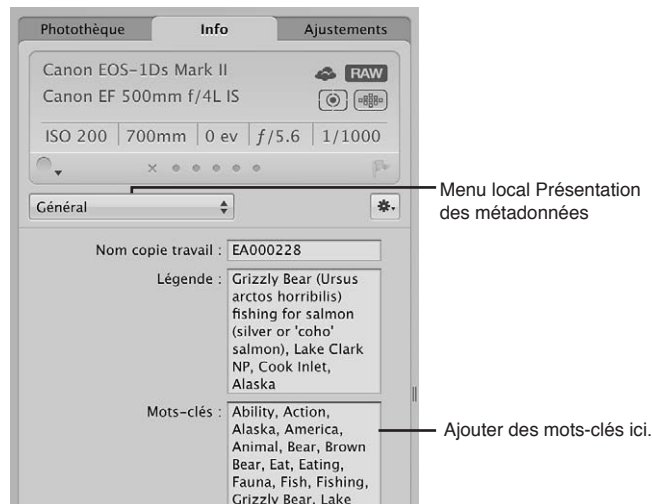 Photothèque Info Ajustements
Canon EOS-1Ds Mark II
RAW
Canon EF 500mm f/4L IS
ISO 200 700mm 0 ev ƒ/5.6 1/1000
Menu local Présentation
des métadonnées
Général
Nom copie travail : EA000228
Légende : Grizzly Bear (Ursus
arctos horribilis)
fishing for salmon
(silver or 'coho'
salmon), Lake Clark
NP, Cook Inlet,
Alaska
Mots-clés : Ability, Action,
Alaska, America,
Animal, Bear, Brown
Bear, Eat, Eating,
Fauna, Fish, Fishing,
Grizzly Bear, Lake
Ajouter des mots-clés ici.